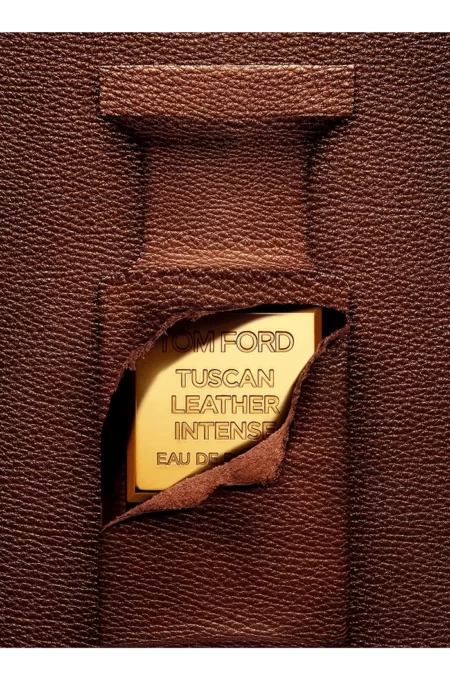 TOM FORD
TUSCAN
LEATHER
INTENSE
EAU DE